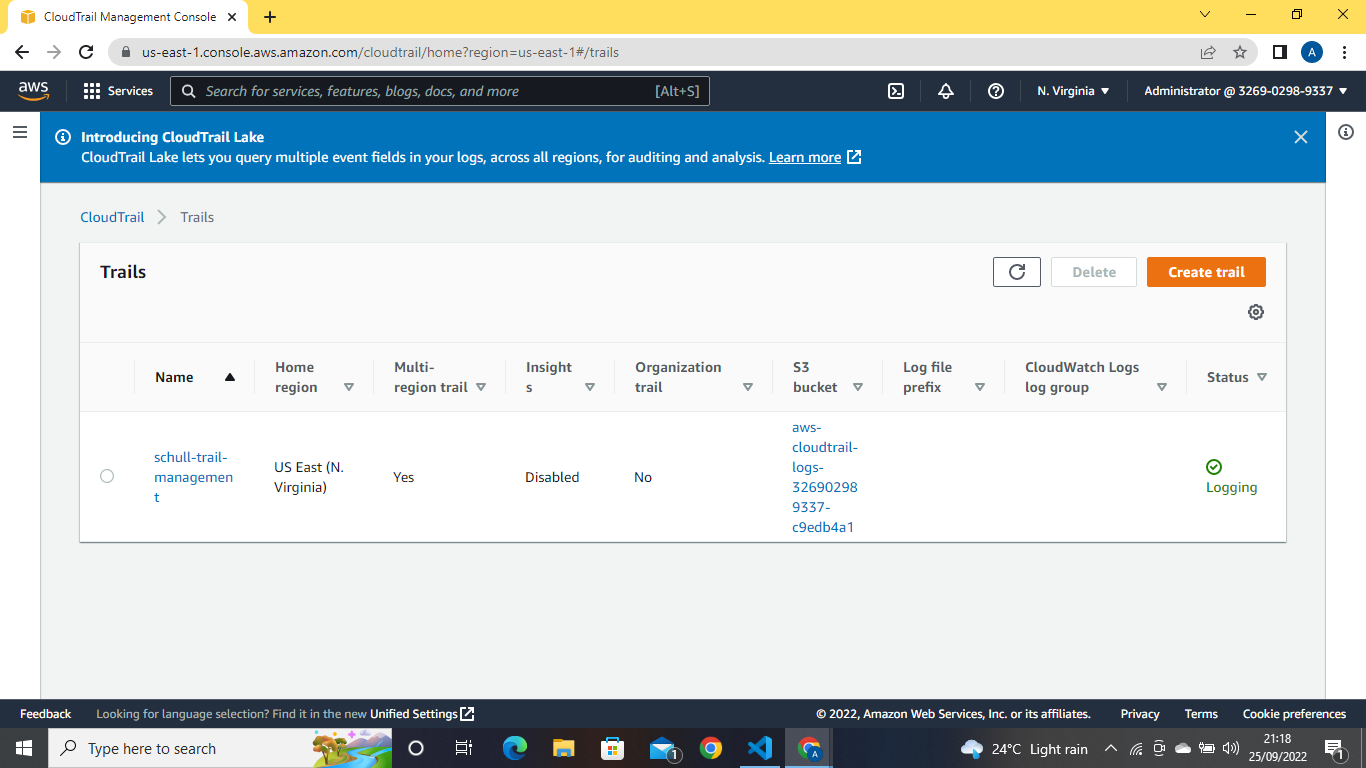 CloudTrail Management Console
us-east-1.console.aws.amazon.com/cloudtrail/home?region=us-east-1#/trails
A
aws
Services
Search for services, features, blogs, docs, and more
[Alt+S]
N. Virginia
Administrator @ 3269-0298-9337
Introducing CloudTrail Lake
CloudTrail Lake lets you query multiple event fields in your logs, across all regions, for auditing and analysis. Learn more
CloudTrail
Trails
Trails
Delete
Create trail
Name
Home
region
Multi-
region trail
Insight
s
Organization
trail
S3
bucket
Log file
prefix
CloudWatch Logs
log group
Status
schull-trail-
managemen
t
US East (N.
Virginia)
Yes
Disabled
No
aws-
cloudtrail-
logs-
32690298
9337-
c9edb4a1
Logging
Feedback
Looking for language selection? Find it in the new Unified Settings
© 2022, Amazon Web Services, Inc. or its affiliates.
Privacy
Terms
Cookie preferences
Type here to search
1
A
24°C Light rain
21:18
25/09/2022
1